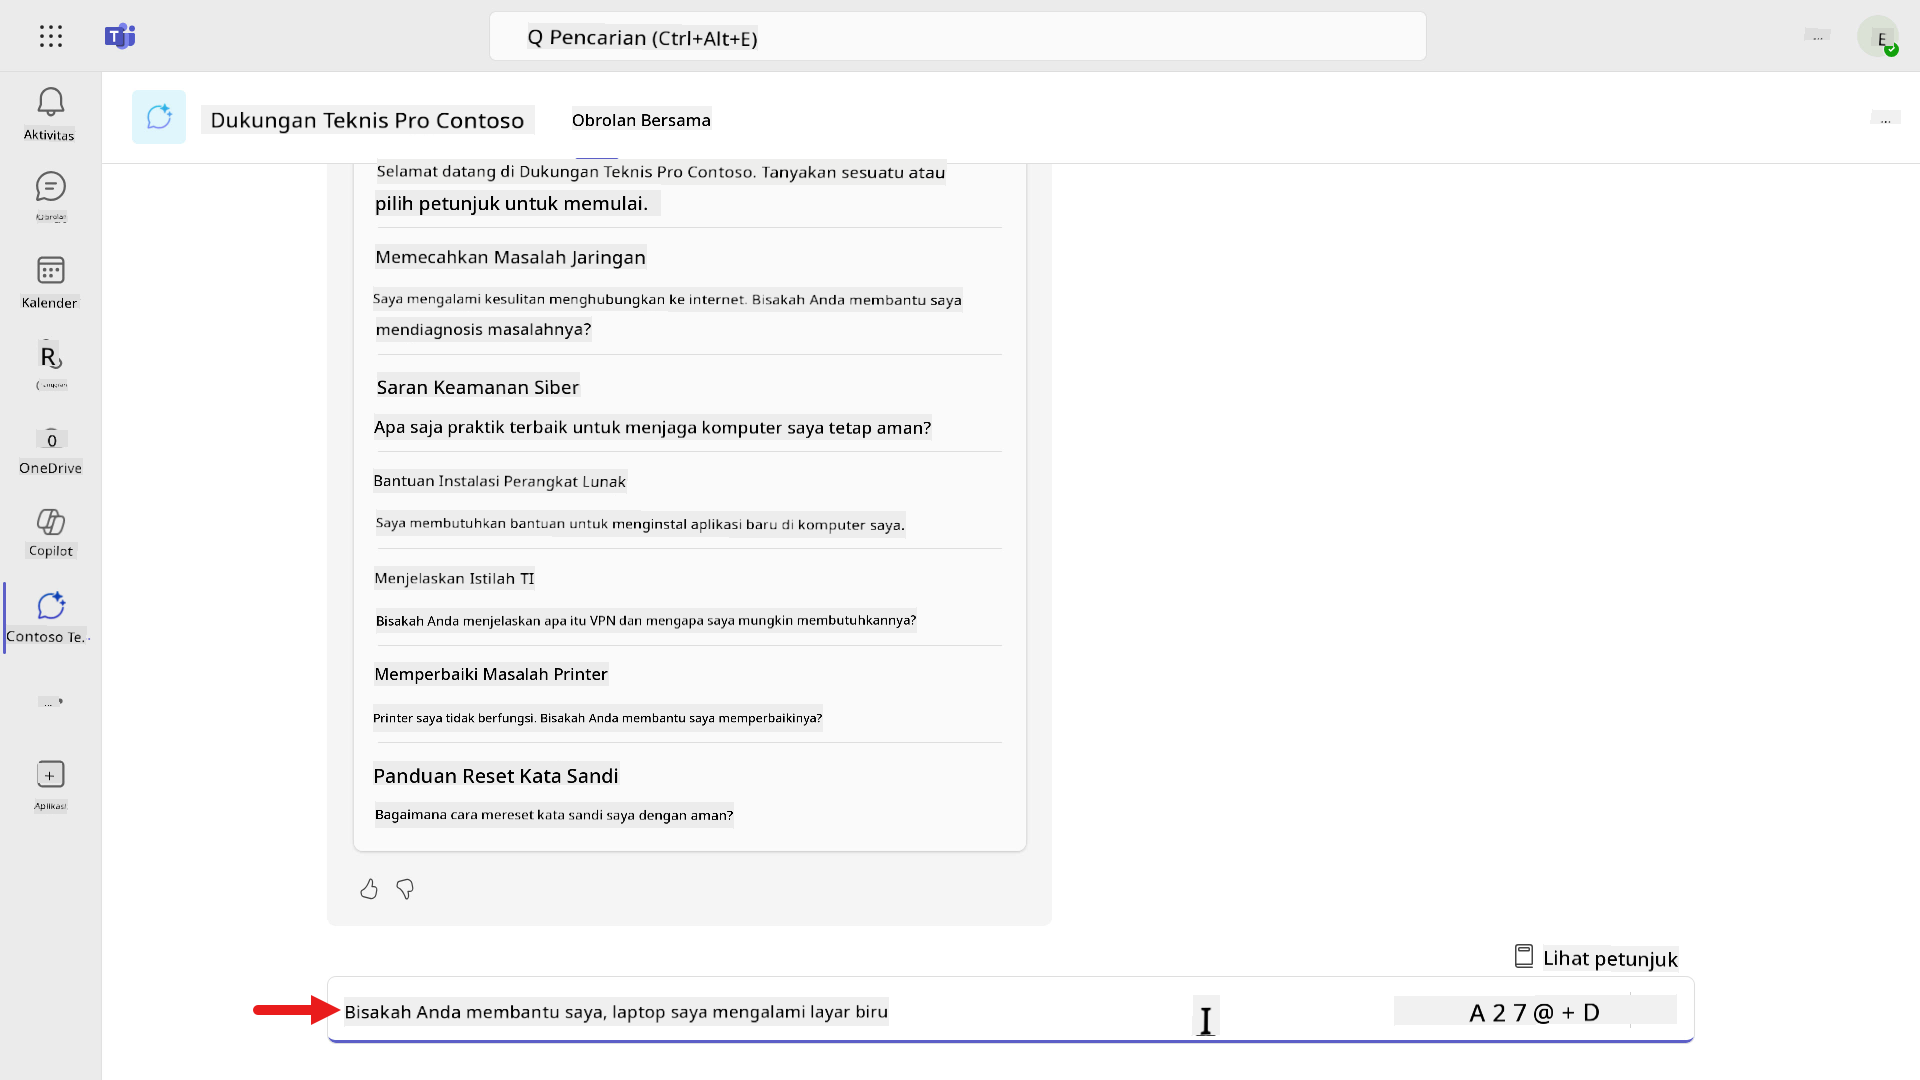 Q Pencarian (Ctrl+Alt+E)
...
E
Aktivitas
Obrolan
Kalender
R
OneDrive
Copilot
Contoso Te...
...
Aplikasi
Dukungan Teknis Pro Contoso
Obrolan Bersama
...
Selamat datang di Dukungan Teknis Pro Contoso. Tanyakan sesuatu atau
pilih petunjuk untuk memulai.
Memecahkan Masalah Jaringan
Saya mengalami kesulitan menghubungkan ke internet. Bisakah Anda membantu saya
mendiagnosis masalahnya?
Saran Keamanan Siber
Apa saja praktik terbaik untuk menjaga komputer saya tetap aman?
Bantuan Instalasi Perangkat Lunak
Saya membutuhkan bantuan untuk menginstal aplikasi baru di komputer saya.
Menjelaskan Istilah TI
Bisakah Anda menjelaskan apa itu VPN dan mengapa saya mungkin membutuhkannya?
Memperbaiki Masalah Printer
Printer saya tidak berfungsi. Bisakah Anda membantu saya memperbaikinya?
Panduan Reset Kata Sandi
Bagaimana cara mereset kata sandi saya dengan aman?
Lihat petunjuk
Bisakah Anda membantu saya, laptop saya mengalami layar biru
I
A 2 7 @ + D